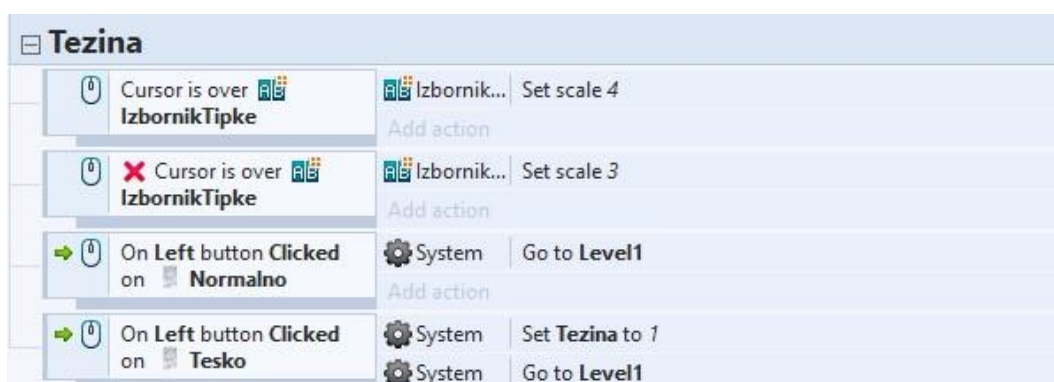 Tezina
Cursor is over
IzbornikTipke
Izbornik... Set scale 4
Add action
Cursor is over
IzbornikTipke
Izbornik... Set scale 3
Add action
On Left button Clicked
on Normalno
System Go to Level1
Add action
On Left button Clicked
on Tesko
System Set Tezina to 1
System Go to Level1